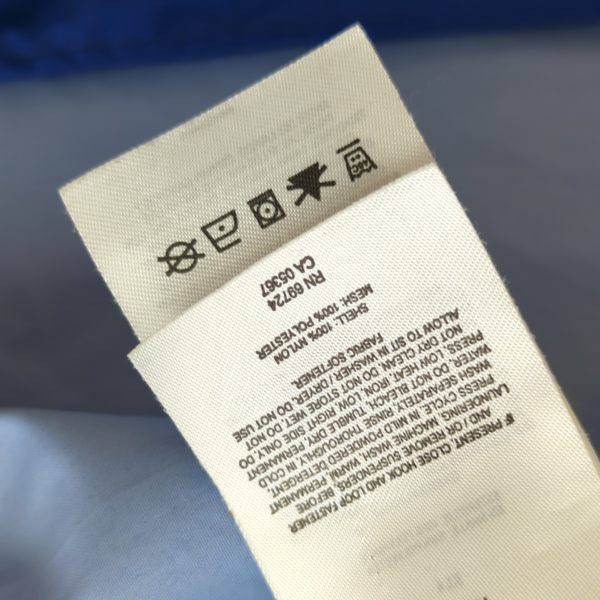 IF PRESENT, CLOSE HOOK AND LOOP FASTENER
AND/OR REMOVE SUSPENDERS, BEFORE
LAUNDERING. MACHINE WASH WARM PERMANENT
PRESS CYCLE IN MILD POWDERED DETERGENT.
WASH SEPARATELY. RINSE THOROUGHLY IN COLD
WATER. DO NOT BLEACH. TUMBLE DRY, PERMANENT
PRESS, LOW HEAT. IRON, LOW, RIGHT SIDE ONLY. DO
NOT DRY CLEAN. DO NOT STORE WET. DO NOT
ALLOW TO SIT IN WASHER / DRYER. DO NOT USE
FABRIC SOFTENER.
SHELL: 100% NYLON
MESH: 100% POLYESTER
RN 69724
CA 05367